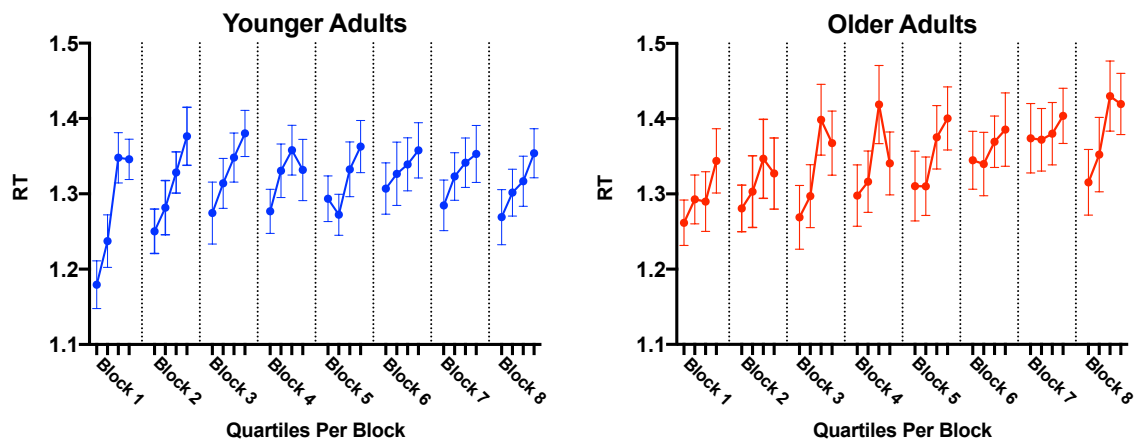 Younger Adults
RT
1.5
1.4
1.3
1.2
1.1
Block 1
Block 2
Block 3
Block 4
Block 5
Block 6
Block 7
Block 8
Quartiles Per Block
Older Adults
RT
1.5
1.4
1.3
1.2
1.1
Block 1
Block 2
Block 3
Block 4
Block 5
Block 6
Block 7
Block 8
Quartiles Per Block